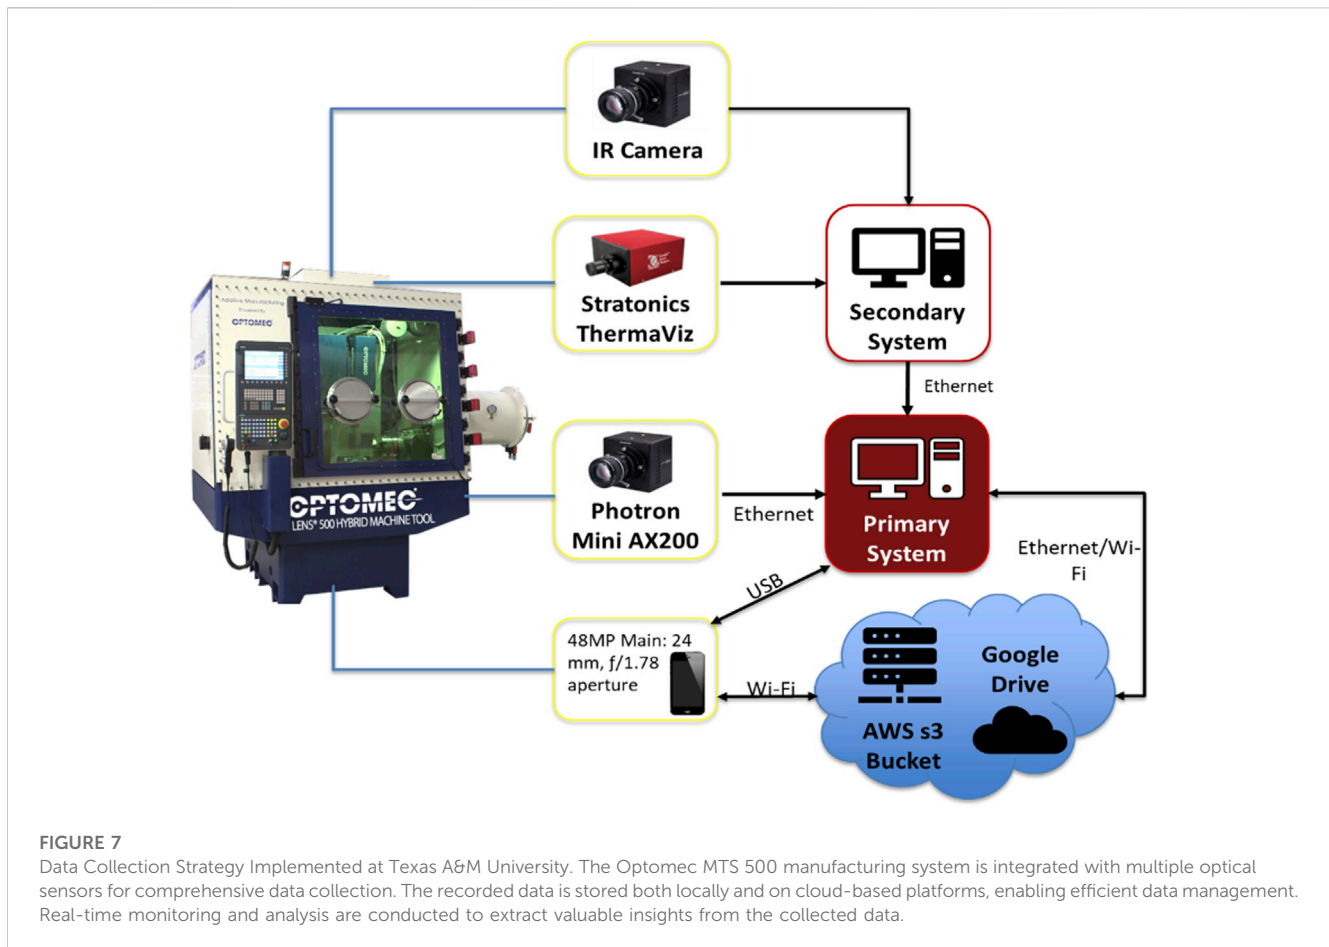 IR Camera
Stratonics
ThermaViz
Secondary
System
Ethernet
Photron
Mini AX200
Ethernet
Primary
System
Ethernet/Wi-
Fi
USB
48MP Main: 24
mm, ƒ/1.78
aperture
Wi-Fi
Google
Drive
AWS s3
Bucket
Additive Manufacturing
OPTOMEC
OPTOMEC
OPTOMEC
LENS® 500 HYBRID MACHINE TOOL
FIGURE 7
Data Collection Strategy Implemented at Texas A&M University. The Optomec MTS 500 manufacturing system is integrated with multiple optical
sensors for comprehensive data collection. The recorded data is stored both locally and on cloud-based platforms, enabling efficient data management.
Real-time monitoring and analysis are conducted to extract valuable insights from the collected data.